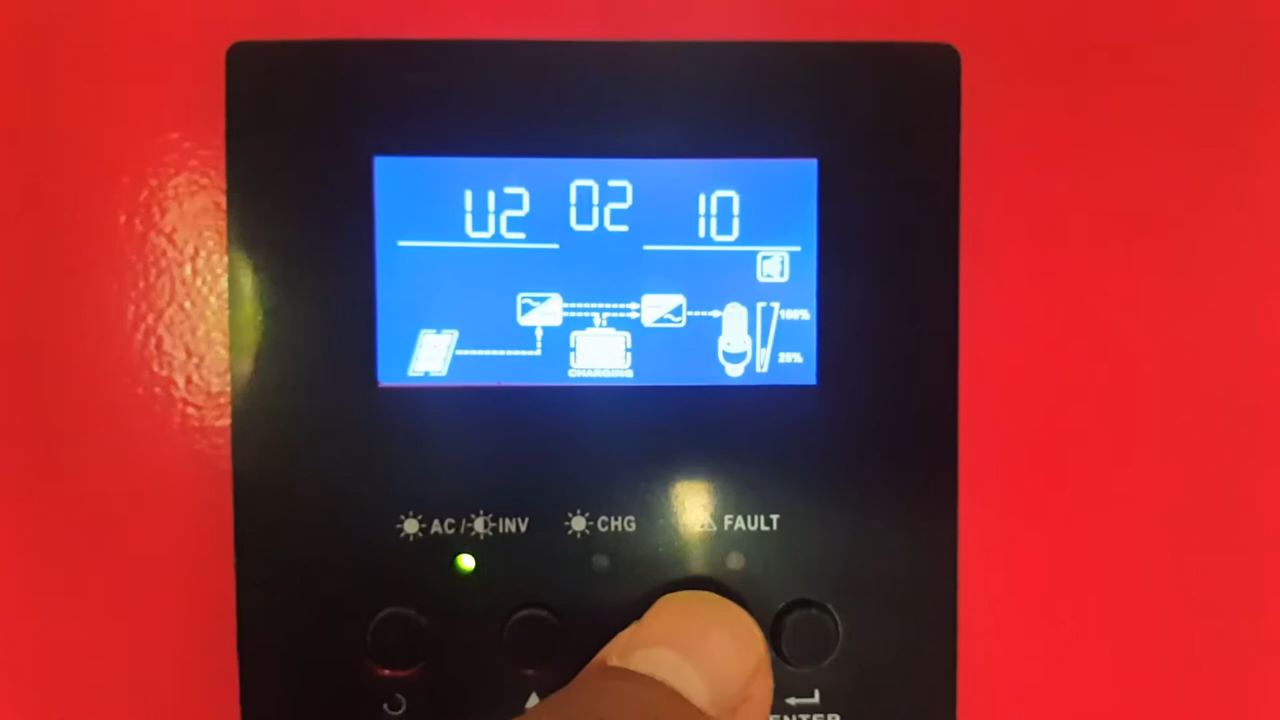 U2 02 10
100%
25%
CHARGING
AC / INV CHG FAULT
ENTER